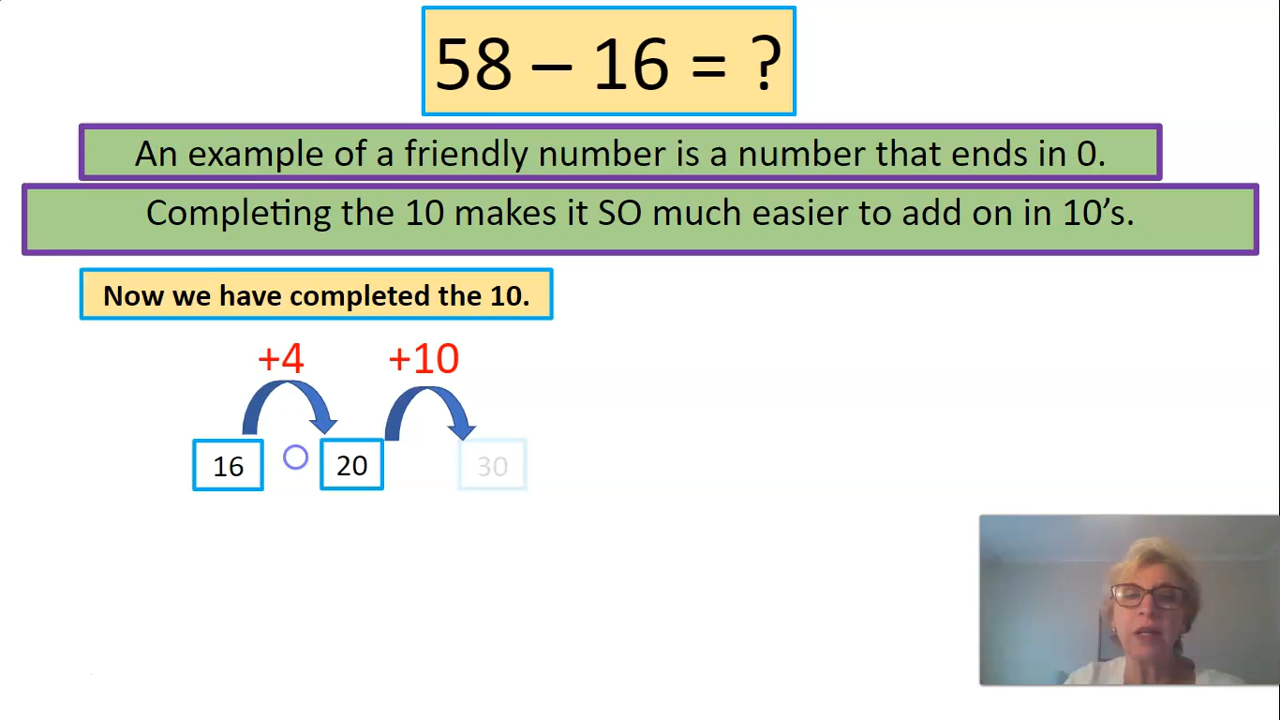 58 – 16 = ?
An example of a friendly number is a number that ends in 0.
Completing the 10 makes it SO much easier to add on in 10’s.
Now we have completed the 10.
+4 +10
16 20 30